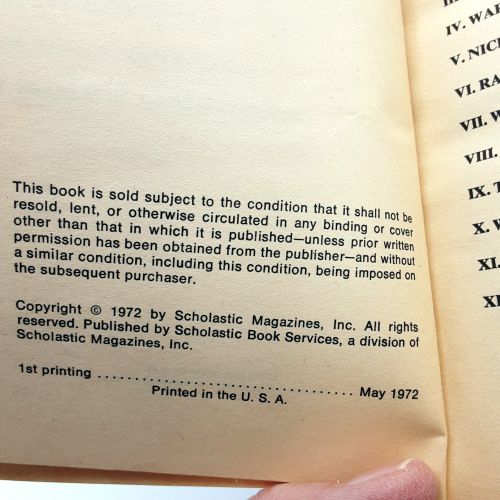 This book is sold subject to the condition that it shall not be
resold, lent, or otherwise circulated in any binding or cover
other than that in which it is published—unless prior written
permission has been obtained from the publisher—and without
a similar condition, including this condition, being imposed on
the subsequent purchaser.
Copyright © 1972 by Scholastic Magazines, Inc. All rights
reserved. Published by Scholastic Book Services, a division of
Scholastic Magazines, Inc.
1st printing .................................. May 1972
Printed in the U. S. A.
IV.
V.
VI.
VII.
VIII.
IX.
X.
XI.